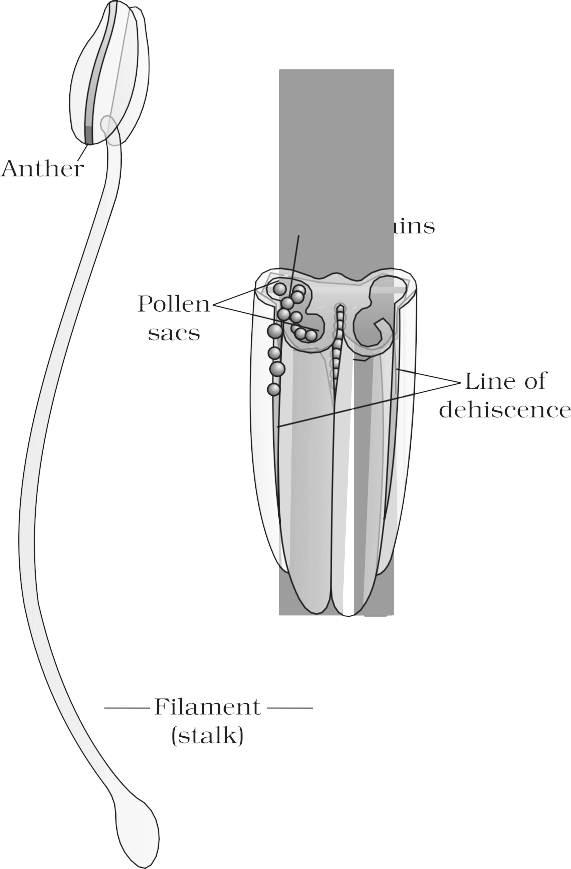 Anther
Pollen
sacs
Line of
dehiscence
Filament
(stalk)